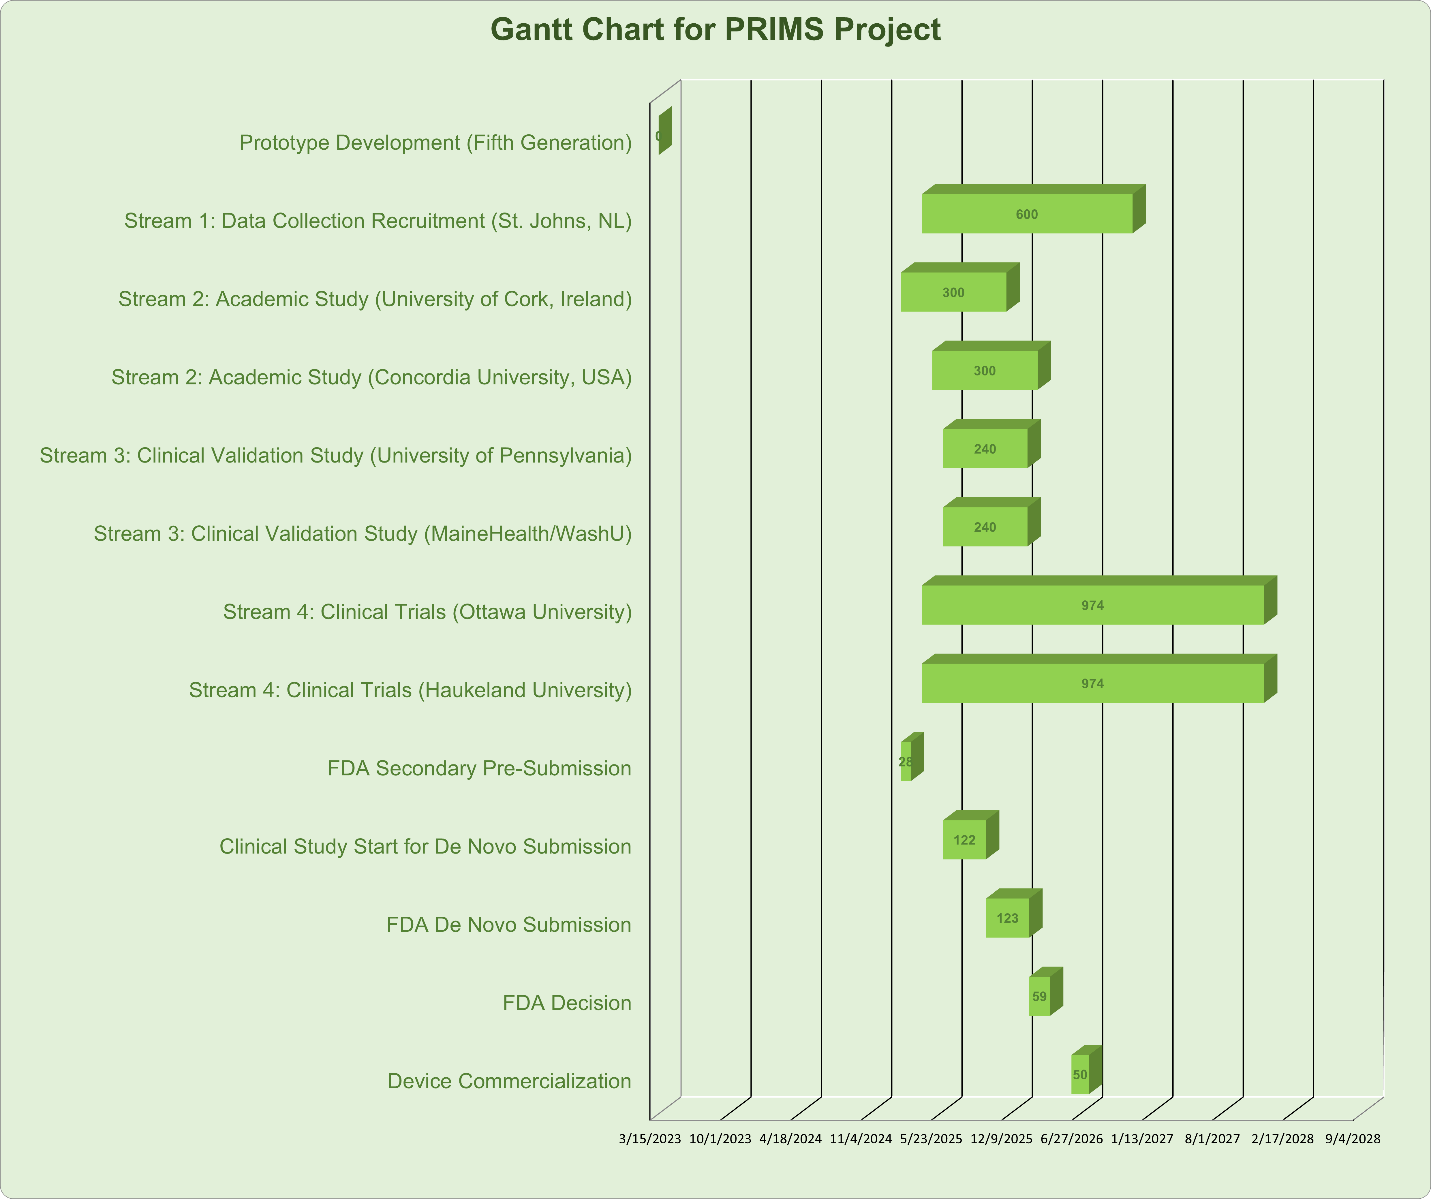 Gantt Chart for PRIMS Project
Prototype Development (Fifth Generation)
0
Stream 1: Data Collection Recruitment (St. Johns, NL)
600
Stream 2: Academic Study (University of Cork, Ireland)
300
Stream 2: Academic Study (Concordia University, USA)
300
Stream 3: Clinical Validation Study (University of Pennsylvania)
240
Stream 3: Clinical Validation Study (MaineHealth/WashU)
240
Stream 4: Clinical Trials (Ottawa University)
974
Stream 4: Clinical Trials (Haukeland University)
974
FDA Secondary Pre-Submission
28
Clinical Study Start for De Novo Submission
122
FDA De Novo Submission
123
FDA Decision
59
Device Commercialization
50
3/15/2023 10/1/2023 4/18/2024 11/4/2024 5/23/2025 12/9/2025 6/27/2026 1/13/2027 8/1/2027 2/17/2028 9/4/2028